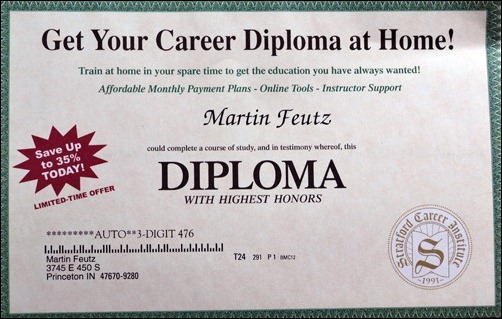 Get Your Career Diploma at Home!
Train at home in your spare time to get the education you have always wanted!
Affordable Monthly Payment Plans - Online Tools - Instructor Support
Martin Feutz
could complete a course of study, and in testimony whereof, this
DIPLOMA
WITH HIGHEST HONORS
Save Up
to 35%
TODAY!
LIMITED-TIME OFFER
*********AUTO**3-DIGIT 476
Martin Feutz
3745 E 450 S
Princeton IN 47670-9280
T24 291 P 1 BMC12
Stratford Career Institute
S
~1991~